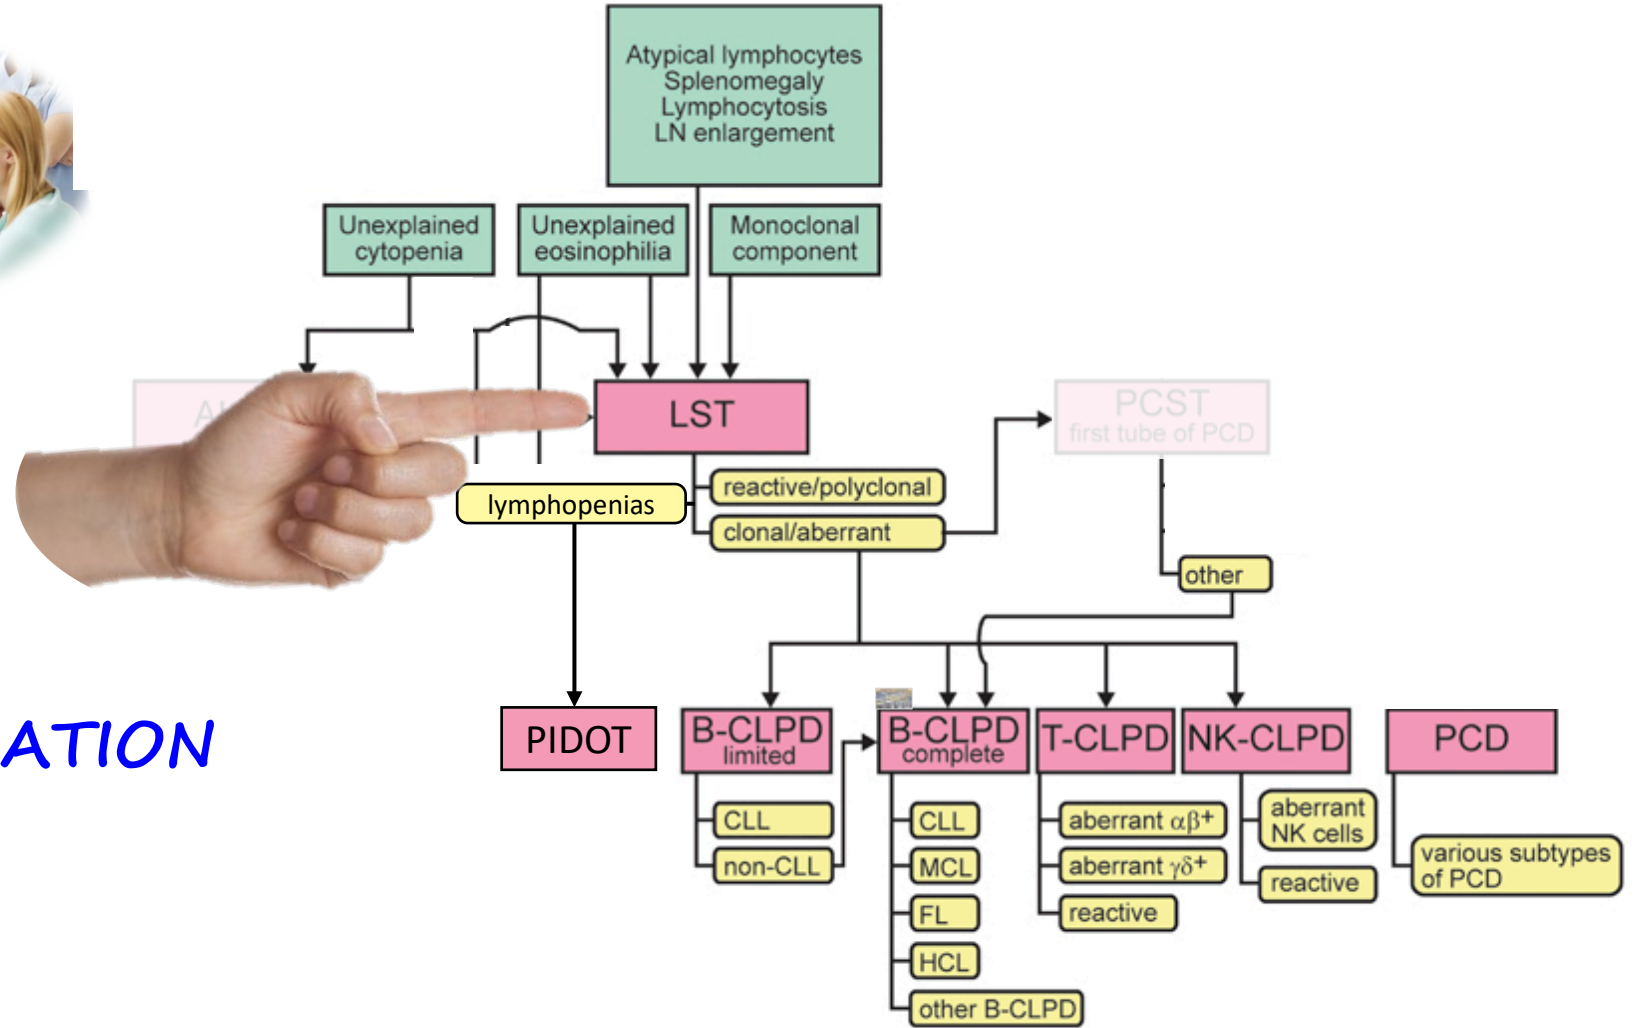 Atypical lymphocytes
Splenomegaly
Lymphocytosis
LN enlargement
Unexplained
cytopenia
Unexplained
eosinophilia
Monoclonal
component
LST
PCST
first tube of PCD
reactive/polyclonal
lymphopenias
clonal/aberrant
other
ATION
PIDOT
B-CLPD
limited
B-CLPD
complete
T-CLPD
NK-CLPD
PCD
CLL
non-CLL
CLL
MCL
FL
HCL
other B-CLPD
aberrant αβ+
aberrant γδ+
reactive
aberrant
NK cells
reactive
various subtypes
of PCD